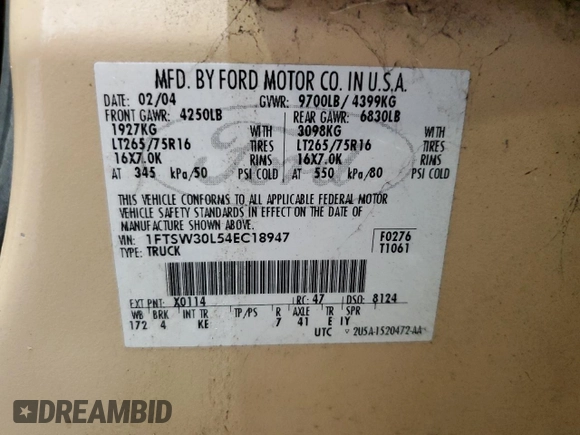 MFD. BY FORD MOTOR CO. IN U.S.A.
DATE: 02/04 GVWR: 9700LB/ 4399KG
FRONT GAWR: 4250LB REAR GAWR: 6830LB
1927KG WITH 3098KG WITH
LT265/75R16 TIRES LT265/75R16 TIRES
16X7.0K RIMS 16X7.0K RIMS
AT 345 kPa/50 PSI COLD AT 550 kPa/80 PSI COLD
THIS VEHICLE CONFORMS TO ALL APPLICABLE FEDERAL MOTOR
VEHICLE SAFETY STANDARDS IN EFFECT ON THE DATE OF
MANUFACTURE SHOWN ABOVE.
VIN: 1FTSW30L54EC18947 F0276
TYPE: TRUCK T1061
EXT PNT: X0114 RC: 47 DSO: 8124
WB BRK INT TR TP/PS R AXLE TR SPR
172 4 KE 7 41 E IY
UTC 2U5A-1520472-AA
Ford
DREAMBID